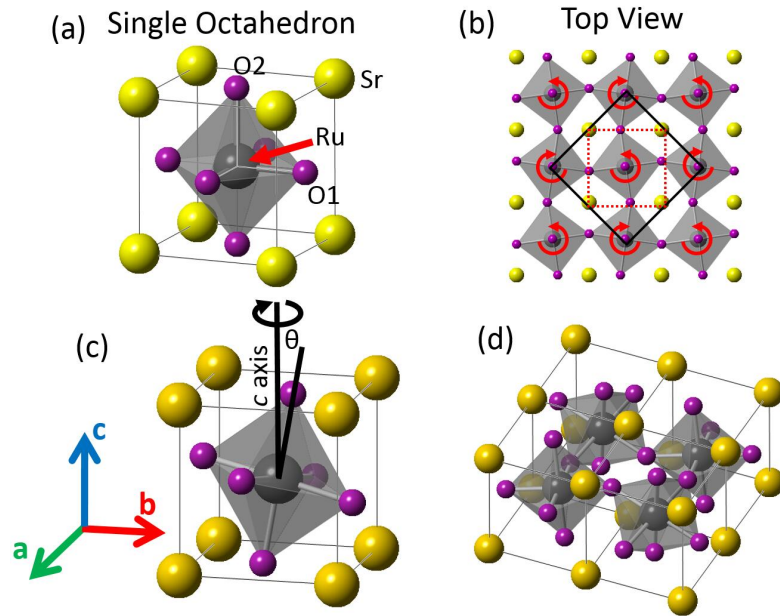 (a) Single Octahedron
(b) Top View
O2
Sr
Ru
O1
(c)
c axis
θ
(d)
c
b
a